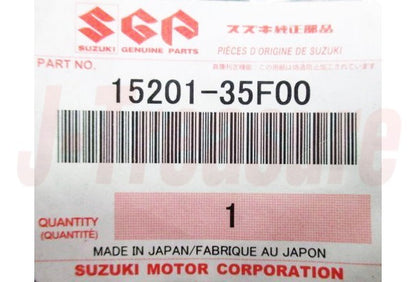 SGP
スズキ純正部品
SUZUKI GENUINE PARTS
PIÈCES D'ORIGINE DE SUZUKI
PART NO.
15201-35F00
J-Treasure
QUANTITY
(QUANTITÉ)
1
MADE IN JAPAN/FABRIQUE AU JAPON
SUZUKI MOTOR CORPORATION